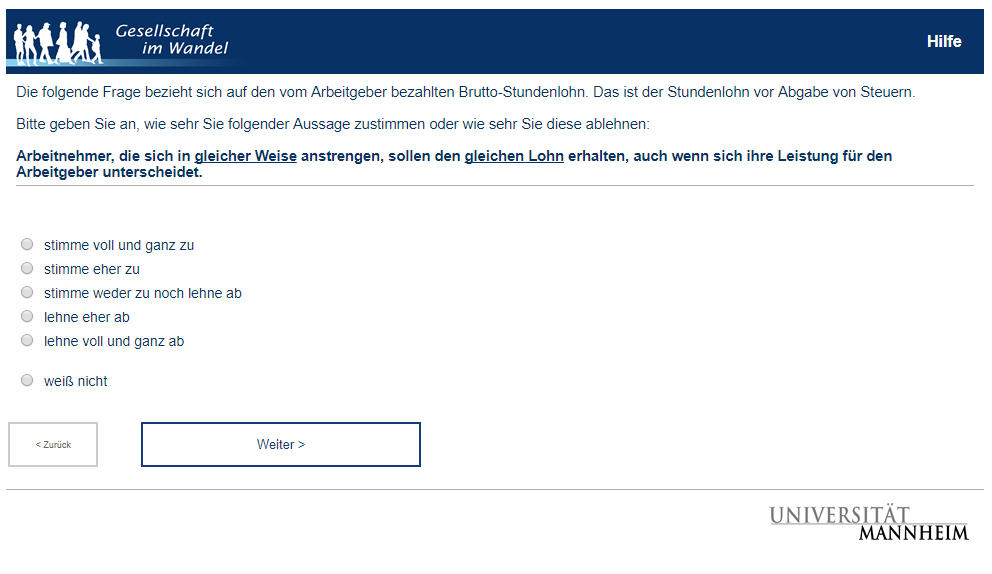 Gesellschaft
im Wandel
Hilfe
Die folgende Frage bezieht sich auf den vom Arbeitgeber bezahlten Brutto-Stundenlohn. Das ist der Stundenlohn vor Abgabe von Steuern.
Bitte geben Sie an, wie sehr Sie folgender Aussage zustimmen oder wie sehr Sie diese ablehnen:
Arbeitnehmer, die sich in gleicher Weise anstrengen, sollen den gleichen Lohn erhalten, auch wenn sich ihre Leistung für den
Arbeitgeber unterscheidet.
stimme voll und ganz zu
stimme eher zu
stimme weder zu noch lehne ab
lehne eher ab
lehne voll und ganz ab
weiß nicht
< Zurück
Weiter >
UNIVERSITÄT
MANNHEIM